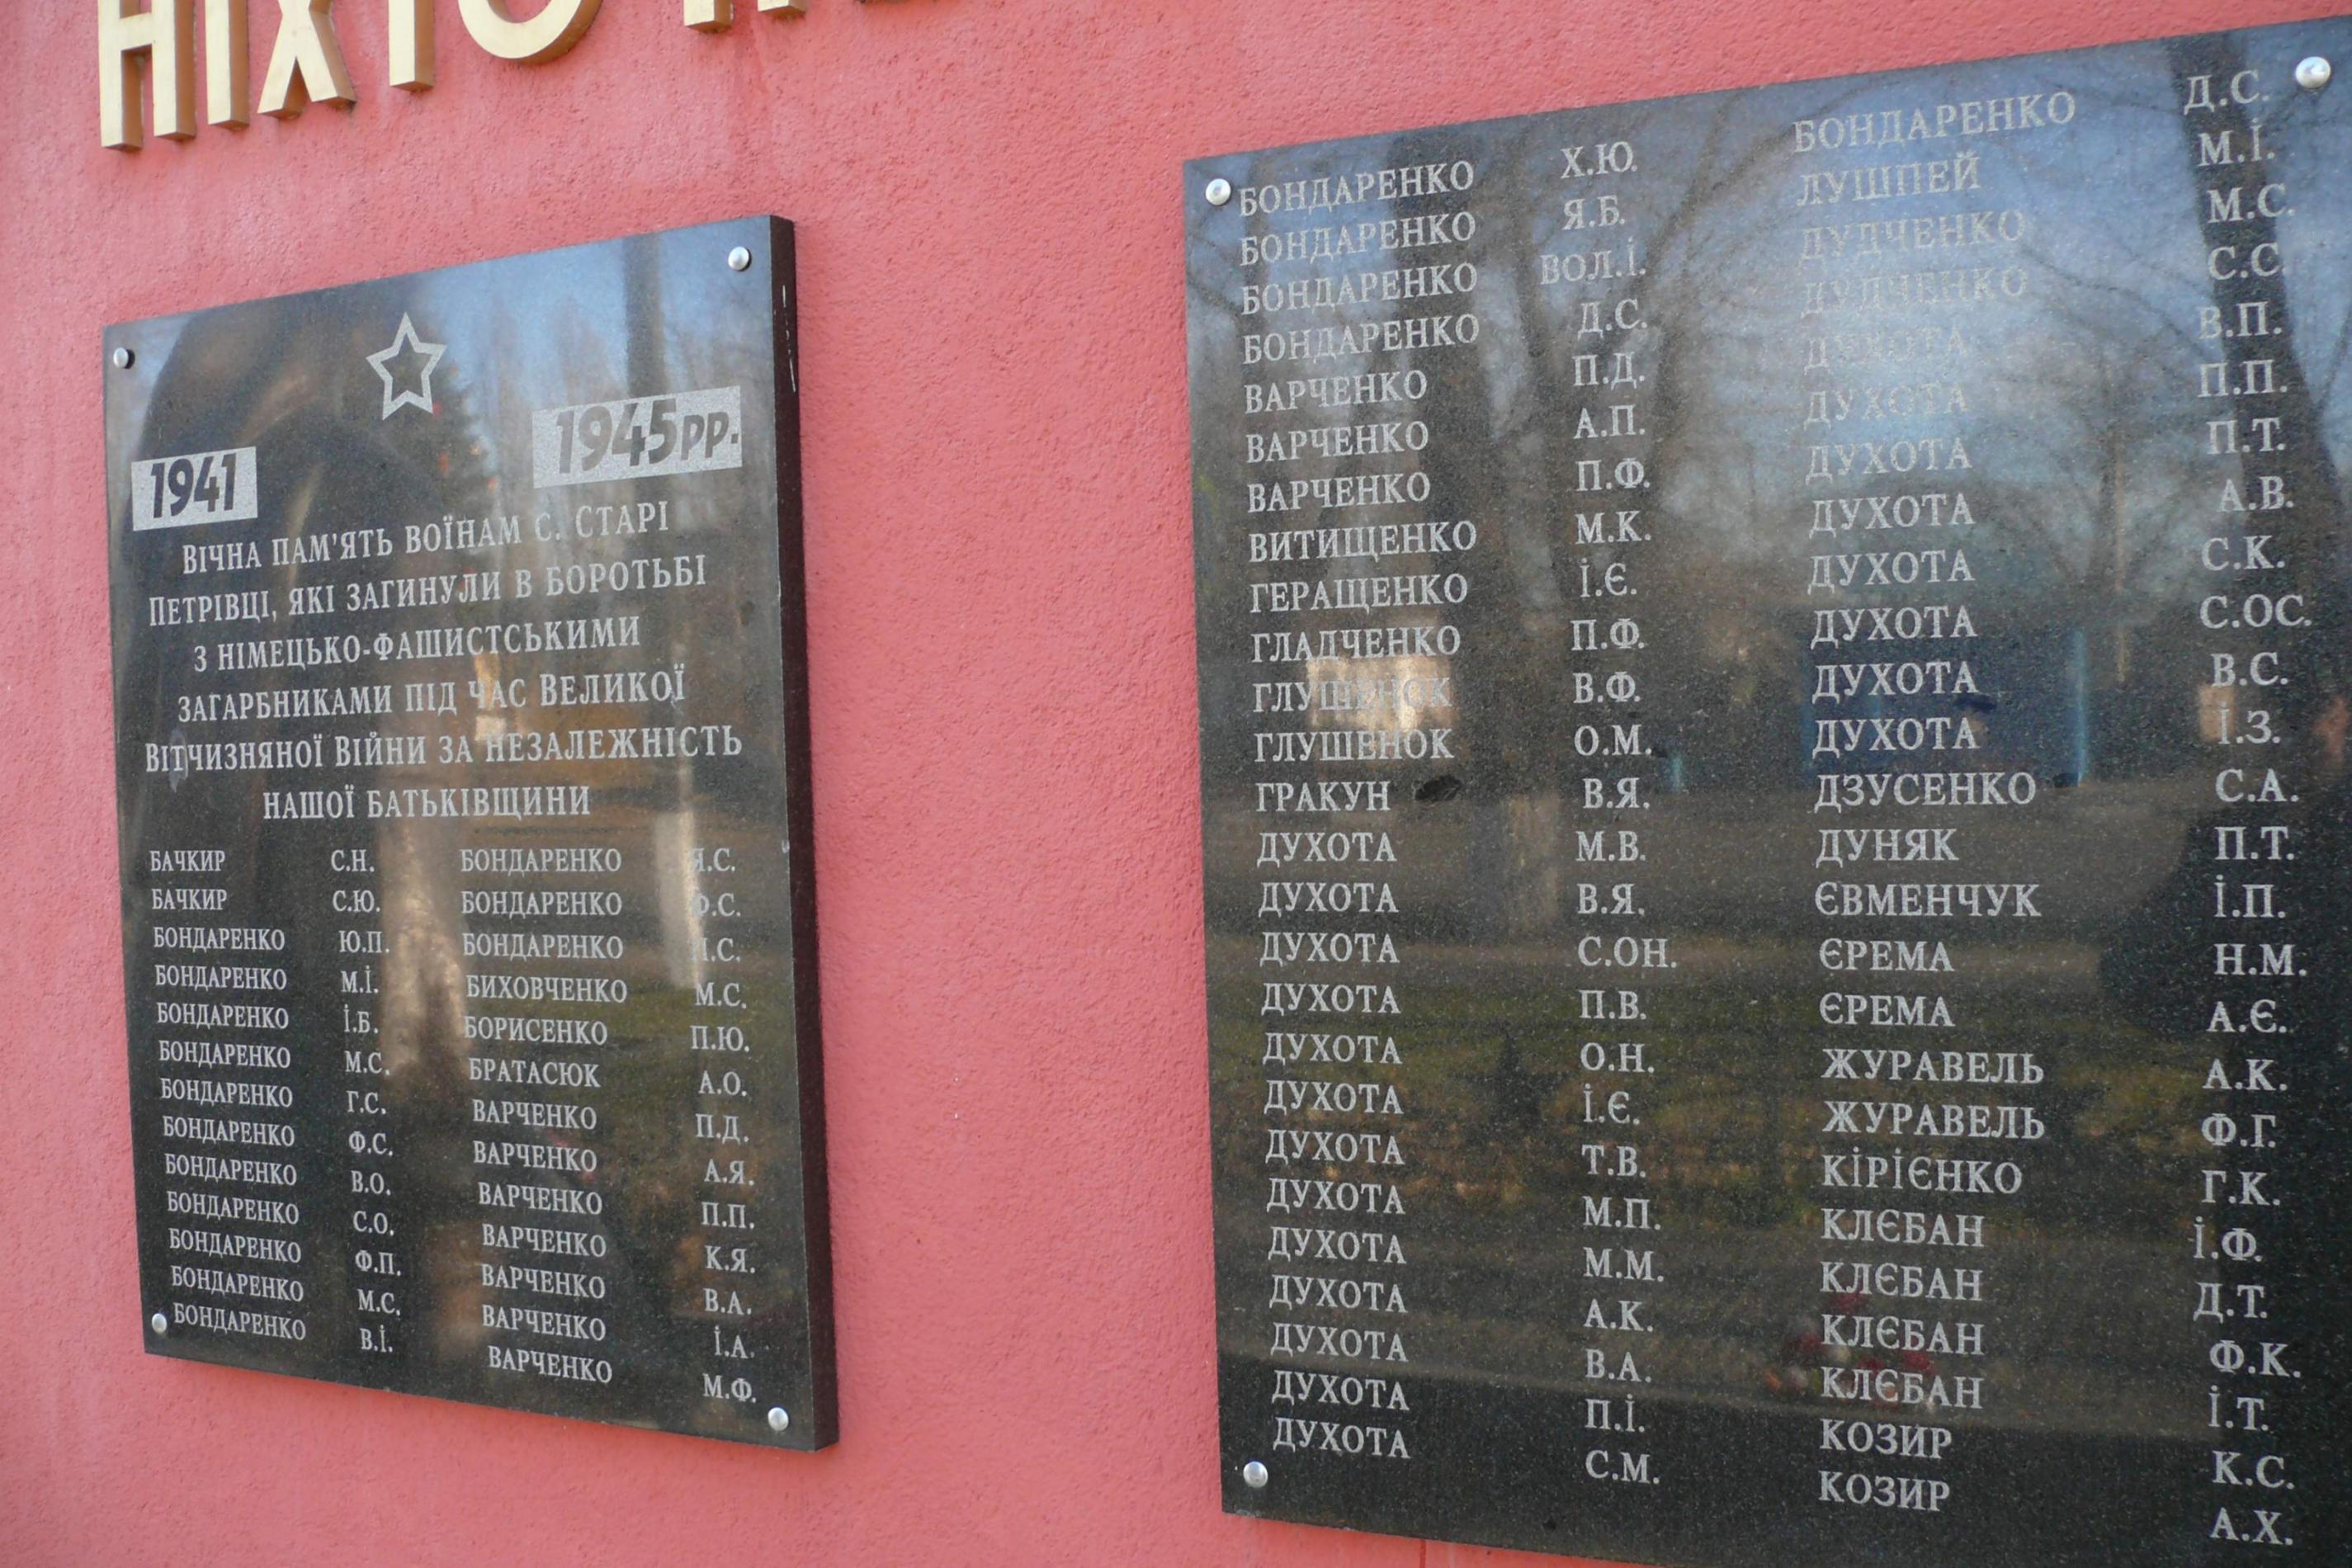 НІХТО
1941 1945рр.
ВІЧНА ПАМ'ЯТЬ ВОЇНАМ С. СТАРІ
ПЕТРІВЦІ, ЯКІ ЗАГИНУЛИ В БОРОТЬБІ
З НІМЕЦЬКО-ФАШИСТСЬКИМИ
ЗАГАРБНИКАМИ ПІД ЧАС ВЕЛИКОЇ
ВІТЧИЗНЯНОЇ ВІЙНИ ЗА НЕЗАЛЕЖНІСТЬ
НАШОЇ БАТЬКІВЩИНИ
БАЧКИР С.Н. БОНДАРЕНКО Я.С.
БАЧКИР С.Ю. БОНДАРЕНКО Ф.С.
БОНДАРЕНКО Ю.П. БОНДАРЕНКО
БОНДАРЕНКО М.І. БИХОВЧЕНКО М.С.
БОНДАРЕНКО І.Б. БОРИСЕНКО П.Ю.
БОНДАРЕНКО М.С. БРАТАСЮК А.О.
БОНДАРЕНКО Г.С. ВАРЧЕНКО П.Д.
БОНДАРЕНКО Ф.С. ВАРЧЕНКО А.Я.
БОНДАРЕНКО В.О. ВАРЧЕНКО П.П.
БОНДАРЕНКО С.О. ВАРЧЕНКО К.Я.
БОНДАРЕНКО Ф.П. ВАРЧЕНКО В.А.
БОНДАРЕНКО М.С. ВАРЧЕНКО І.А.
БОНДАРЕНКО В.І. ВАРЧЕНКО М.Ф.
БОНДАРЕНКО Х.Ю. БОНДАРЕНКО Д.С.
БОНДАРЕНКО Я.Б. ЛУШПЕЙ М.І.
БОНДАРЕНКО ВОЛ.І. ДУДЧЕНКО М.С.
БОНДАРЕНКО Д.С. ДУДЧЕНКО С.С.
ВАРЧЕНКО П.Д. ДУХОТА В.П.
ВАРЧЕНКО А.П. ДУХОТА П.П.
ВАРЧЕНКО П.Ф. ДУХОТА П.Т.
ВИТИЩЕНКО М.К. ДУХОТА А.В.
ГЕРАЩЕНКО І.Є. ДУХОТА С.К.
ГЛАДЧЕНКО П.Ф. ДУХОТА С.ОС.
ГЛУШЕНОК В.Ф. ДУХОТА В.С.
ГЛУШЕНОК О.М. ДУХОТА І.З.
ГРАКУН В.Я. ДЗУСЕНКО С.А.
ДУХОТА М.В. ДУНЯК П.Т.
ДУХОТА В.Я. ЄВМЕНЧУК І.П.
ДУХОТА С.ОН. ЄРЕМА Н.М.
ДУХОТА П.В. ЄРЕМА А.Є.
ДУХОТА О.Н. ЖУРАВЕЛЬ А.К.
ДУХОТА І.Є. ЖУРАВЕЛЬ Ф.Г.
ДУХОТА Т.В. КІРІЄНКО Г.К.
ДУХОТА М.П. КЛЄБАН І.Ф.
ДУХОТА М.М. КЛЄБАН Д.Т.
ДУХОТА А.К. КЛЄБАН Ф.К.
ДУХОТА В.А. КЛЄБАН І.Т.
ДУХОТА П.І. КОЗИР К.С.
ДУХОТА С.М. КОЗИР А.Х.